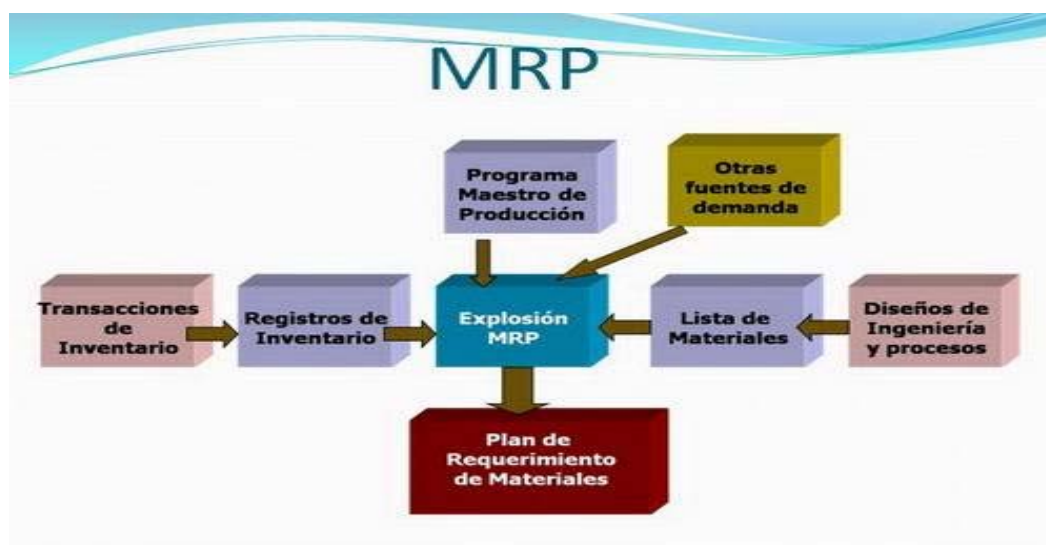 MRP
Programa
Maestro de
Producción
Otras
fuentes de
demanda
Transacciones
de
Inventario
Registros de
Inventario
Explosión
MRP
Lista de
Materiales
Diseños de
Ingeniería
y procesos
Plan de
Requerimiento
de Materiales